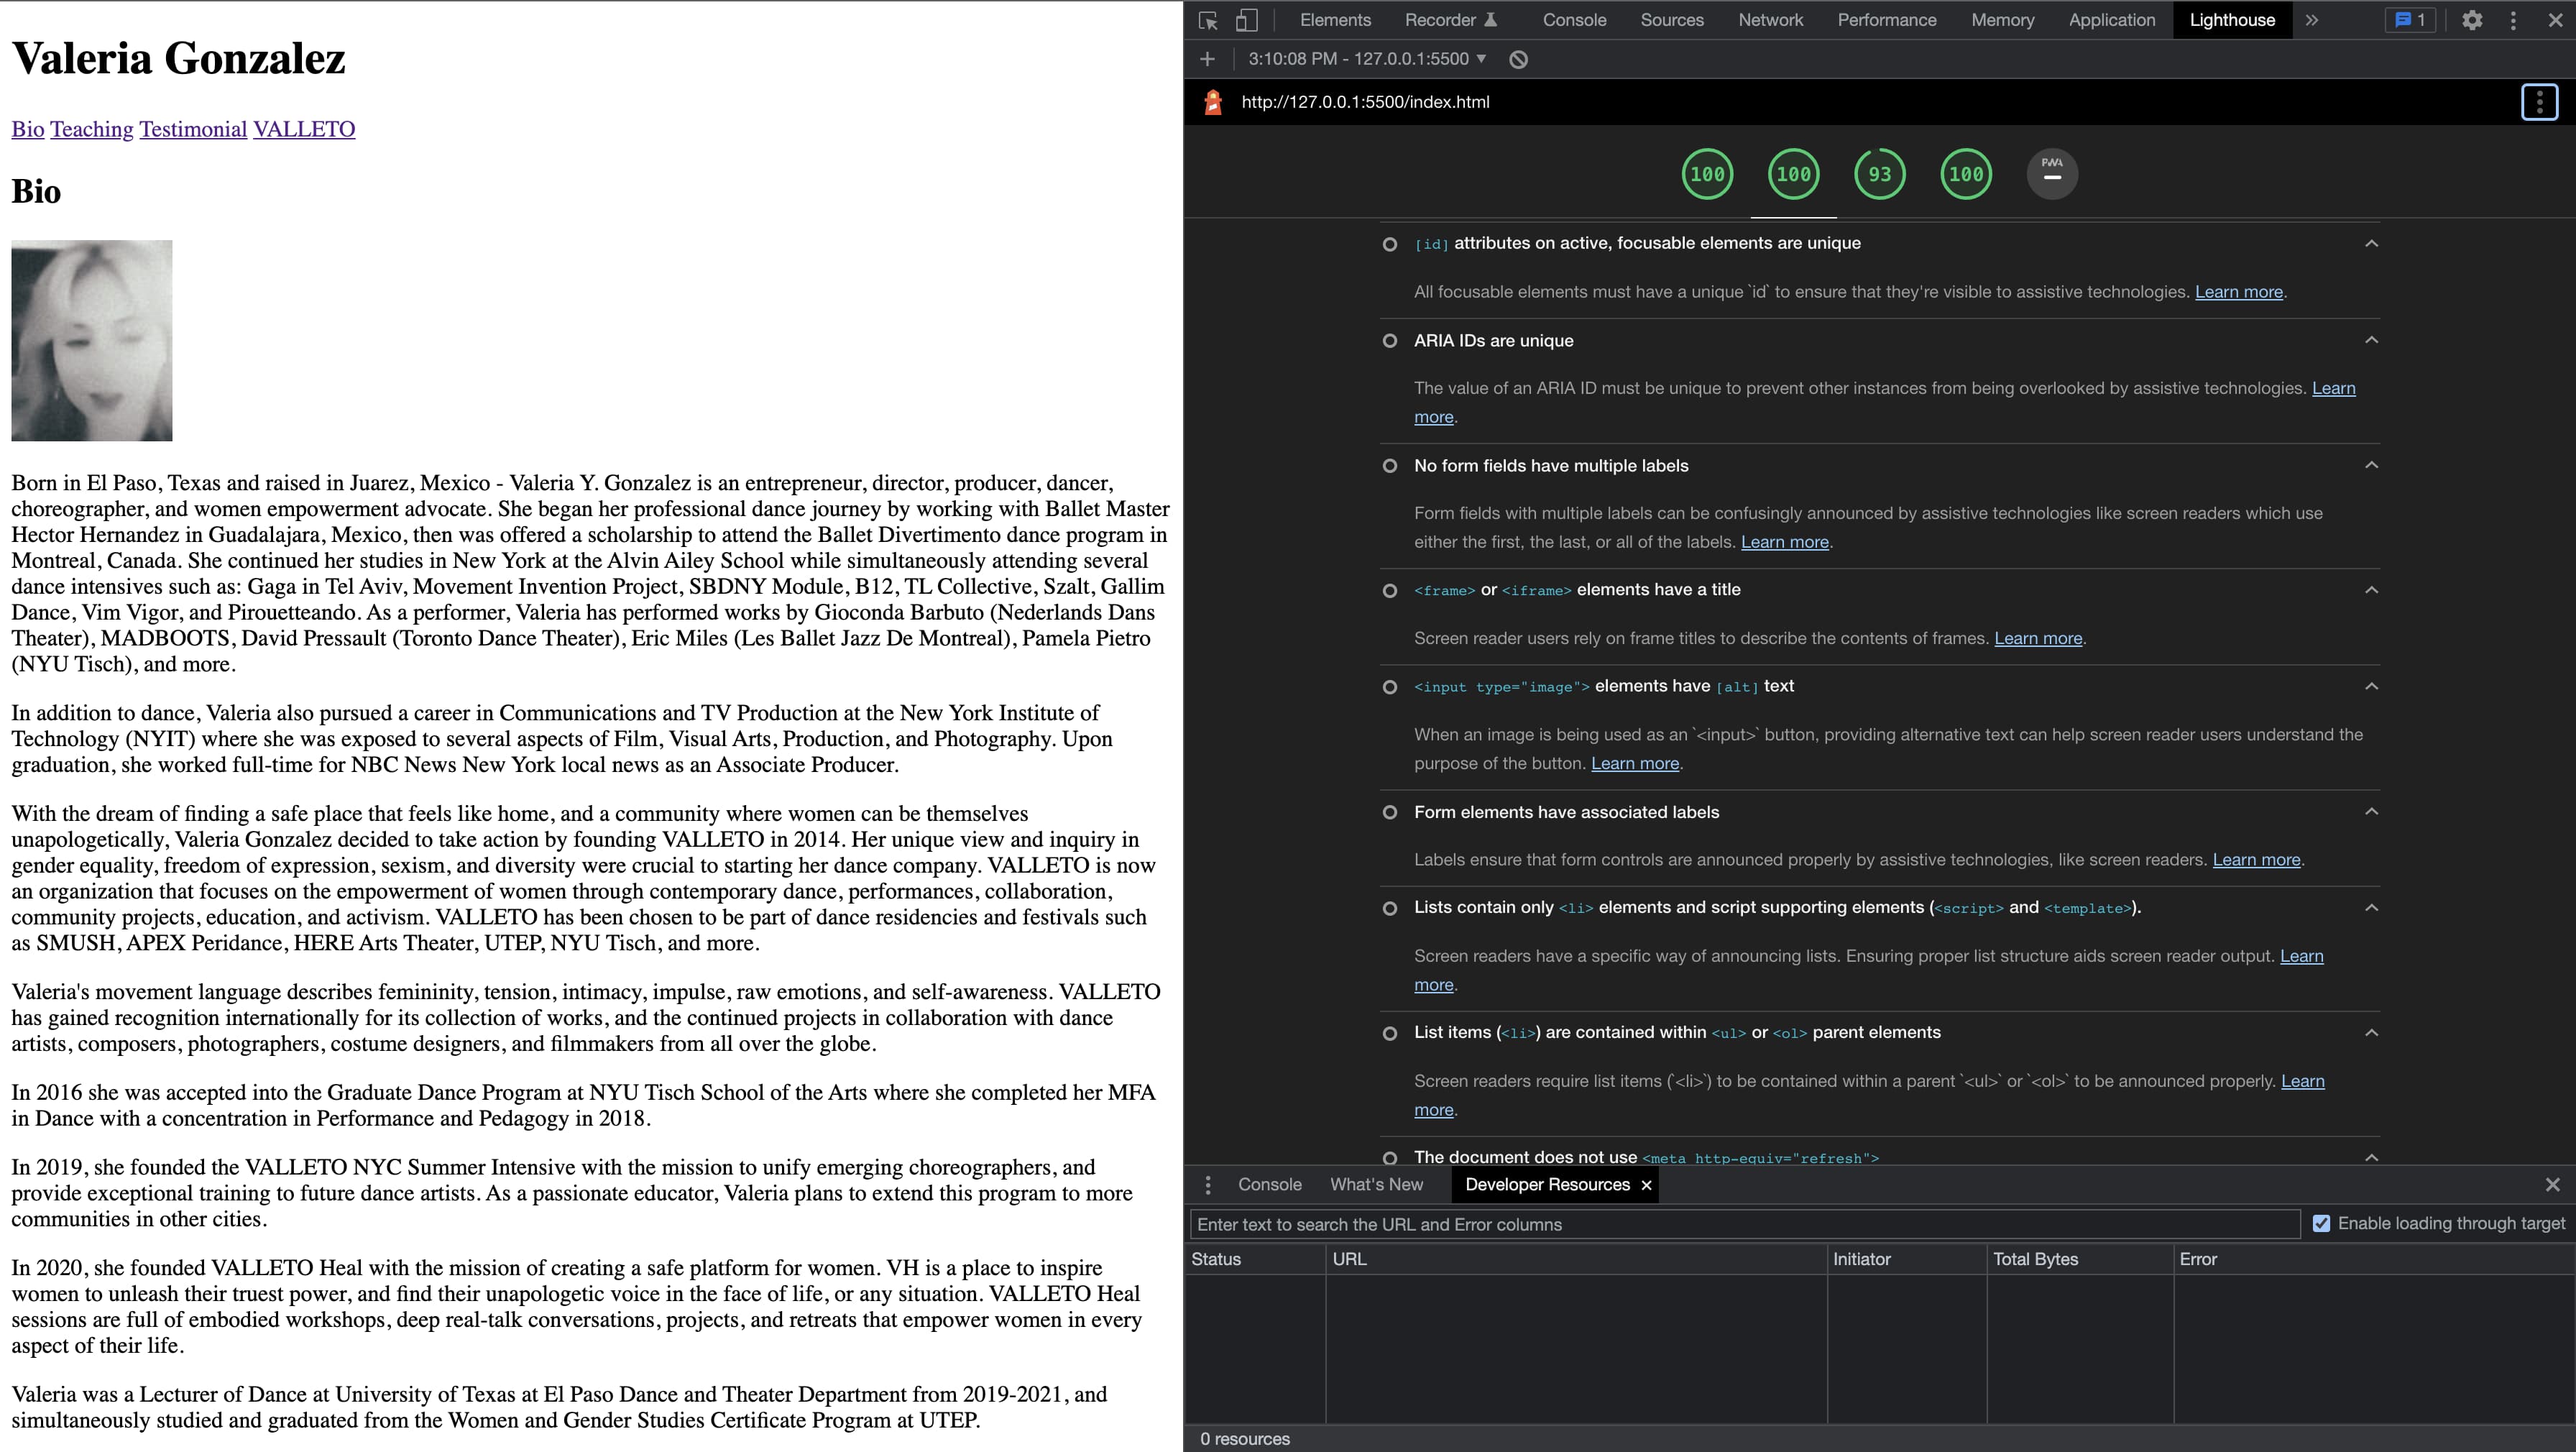 Valeria Gonzalez
Bio Teaching Testimonial VALLETO
Bio
Born in El Paso, Texas and raised in Juarez, Mexico - Valeria Y. Gonzalez is an entrepreneur, director, producer, dancer,
choreographer, and women empowerment advocate. She began her professional dance journey by working with Ballet Master
Hector Hernandez in Guadalajara, Mexico, then was offered a scholarship to attend the Ballet Divertimento dance program in
Montreal, Canada. She continued her studies in New York at the Alvin Ailey School while simultaneously attending several
dance intensives such as: Gaga in Tel Aviv, Movement Invention Project, SBDNY Module, B12, TL Collective, Szalt, Gallim
Dance, Vim Vigor, and Pirouetteando. As a performer, Valeria has performed works by Gioconda Barbuto (Nederlands Dans
Theater), MADBOOTS, David Pressault (Toronto Dance Theater), Eric Miles (Les Ballet Jazz De Montreal), Pamela Pietro
(NYU Tisch), and more.
In addition to dance, Valeria also pursued a career in Communications and TV Production at the New York Institute of
Technology (NYIT) where she was exposed to several aspects of Film, Visual Arts, Production, and Photography. Upon
graduation, she worked full-time for NBC News New York local news as an Associate Producer.
With the dream of finding a safe place that feels like home, and a community where women can be themselves
unapologetically, Valeria Gonzalez decided to take action by founding VALLETO in 2014. Her unique view and inquiry in
gender equality, freedom of expression, sexism, and diversity were crucial to starting her dance company. VALLETO is now
an organization that focuses on the empowerment of women through contemporary dance, performances, collaboration,
community projects, education, and activism. VALLETO has been chosen to be part of dance residencies and festivals such
as SMUSH, APEX Peridance, HERE Arts Theater, UTEP, NYU Tisch, and more.
Valeria's movement language describes femininity, tension, intimacy, impulse, raw emotions, and self-awareness. VALLETO
has gained recognition internationally for its collection of works, and the continued projects in collaboration with dance
artists, composers, photographers, costume designers, and filmmakers from all over the globe.
In 2016 she was accepted into the Graduate Dance Program at NYU Tisch School of the Arts where she completed her MFA
in Dance with a concentration in Performance and Pedagogy in 2018.
In 2019, she founded the VALLETO NYC Summer Intensive with the mission to unify emerging choreographers, and
provide exceptional training to future dance artists. As a passionate educator, Valeria plans to extend this program to more
communities in other cities.
In 2020, she founded VALLETO Heal with the mission of creating a safe platform for women. VH is a place to inspire
women to unleash their truest power, and find their unapologetic voice in the face of life, or any situation. VALLETO Heal
sessions are full of embodied workshops, deep real-talk conversations, projects, and retreats that empower women in every
aspect of their life.
Valeria was a Lecturer of Dance at University of Texas at El Paso Dance and Theater Department from 2019-2021, and
simultaneously studied and graduated from the Women and Gender Studies Certificate Program at UTEP.
Elements Recorder Console Sources Network Performance Memory Application Lighthouse » 1
3:10:08 PM - 127.0.0.1:5500
http://127.0.0.1:5500/index.html
100 100 93 100 PWA
[id] attributes on active, focusable elements are unique
All focusable elements must have a unique `id` to ensure that they're visible to assistive technologies. Learn more.
ARIA IDs are unique
The value of an ARIA ID must be unique to prevent other instances from being overlooked by assistive technologies. Learn
more.
No form fields have multiple labels
Form fields with multiple labels can be confusingly announced by assistive technologies like screen readers which use
either the first, the last, or all of the labels. Learn more.
<frame> or <iframe> elements have a title
Screen reader users rely on frame titles to describe the contents of frames. Learn more.
<input type="image"> elements have [alt] text
When an image is being used as an `<input>` button, providing alternative text can help screen reader users understand the
purpose of the button. Learn more.
Form elements have associated labels
Labels ensure that form controls are announced properly by assistive technologies, like screen readers. Learn more.
Lists contain only <li> elements and script supporting elements (<script> and <template>).
Screen readers have a specific way of announcing lists. Ensuring proper list structure aids screen reader output. Learn
more.
List items (<li>) are contained within <ul> or <ol> parent elements
Screen readers require list items (`<li>`) to be contained within a parent `<ul>` or `<ol>` to be announced properly. Learn
more.
The document does not use <meta http-equiv="refresh">
Console What's New Developer Resources ×
Enter text to search the URL and Error columns Enable loading through target
Status URL Initiator Total Bytes Error
0 resources